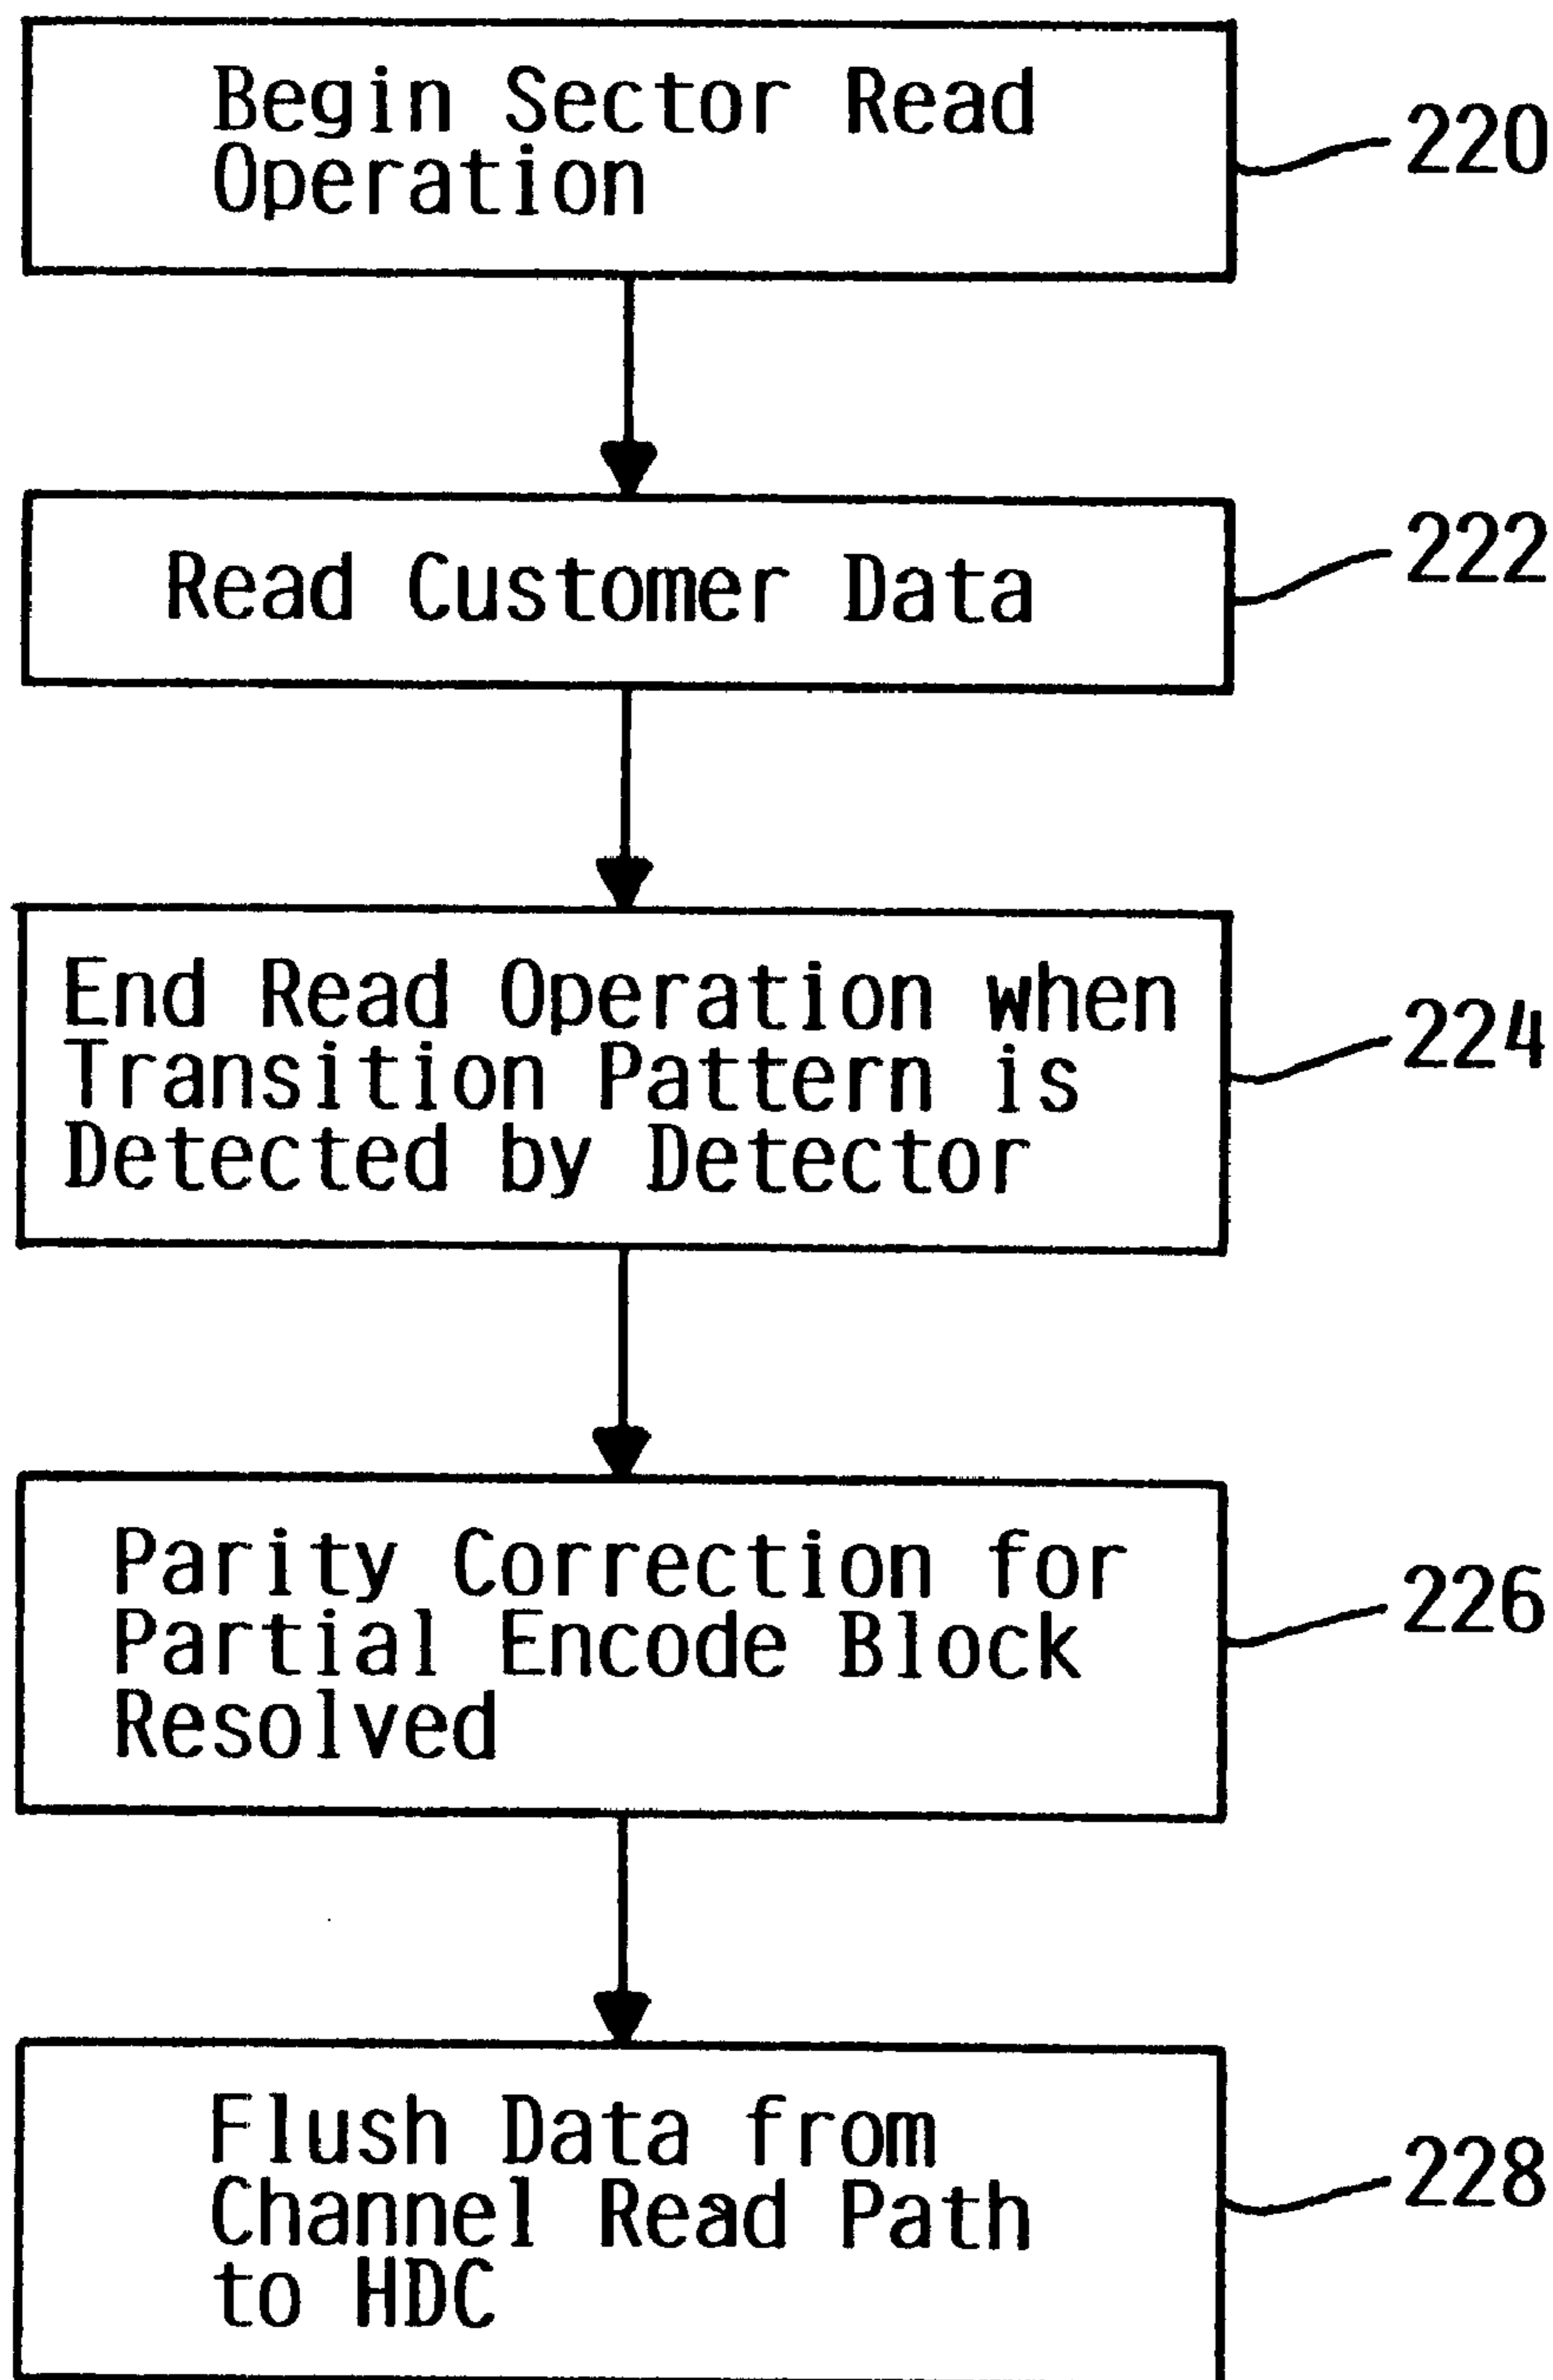 Begin Sector Read
Operation
220
Read Customer Data
222
End Read Operation when
Transition Pattern is
Detected by Detector
224
Parity Correction for
Partial Encode Block
Resolved
226
Flush Data from
Channel Read Path
to HDC
228